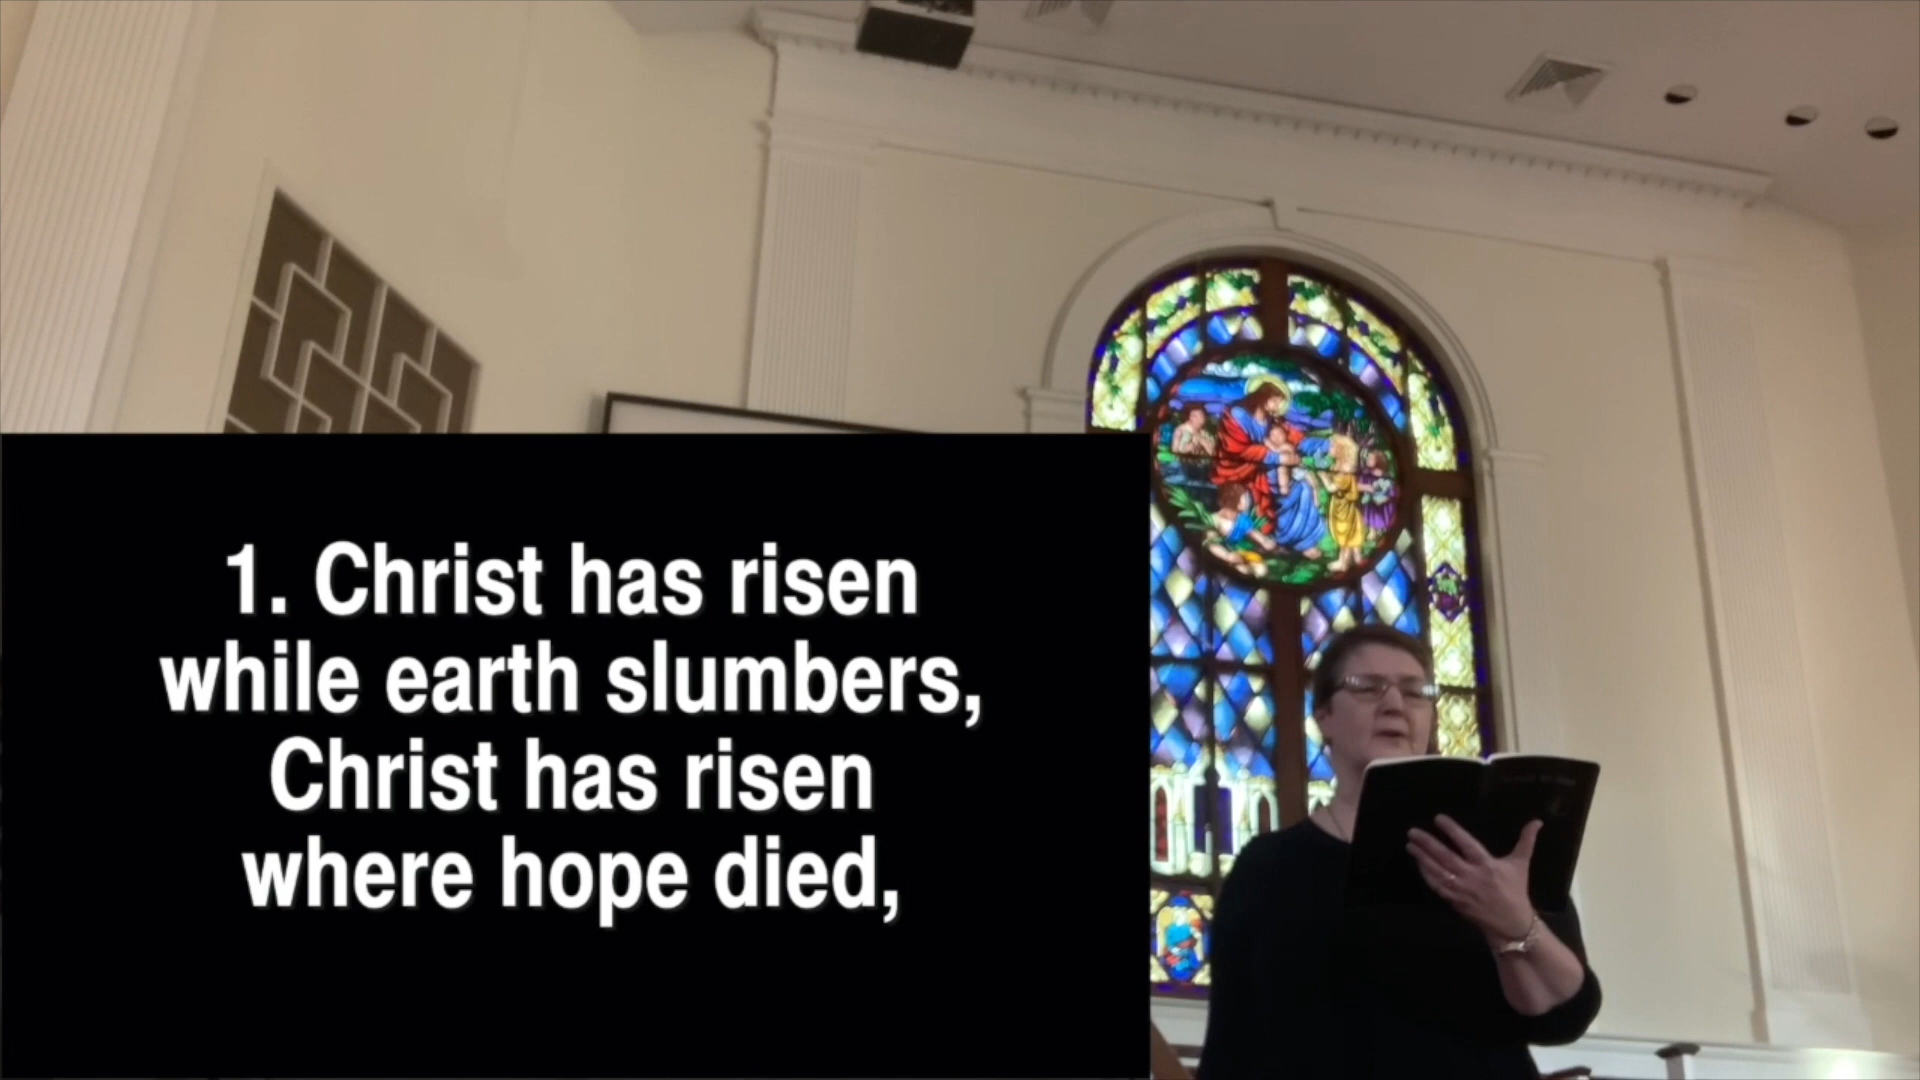 1. Christ has risen
while earth slumbers,
Christ has risen
where hope died,